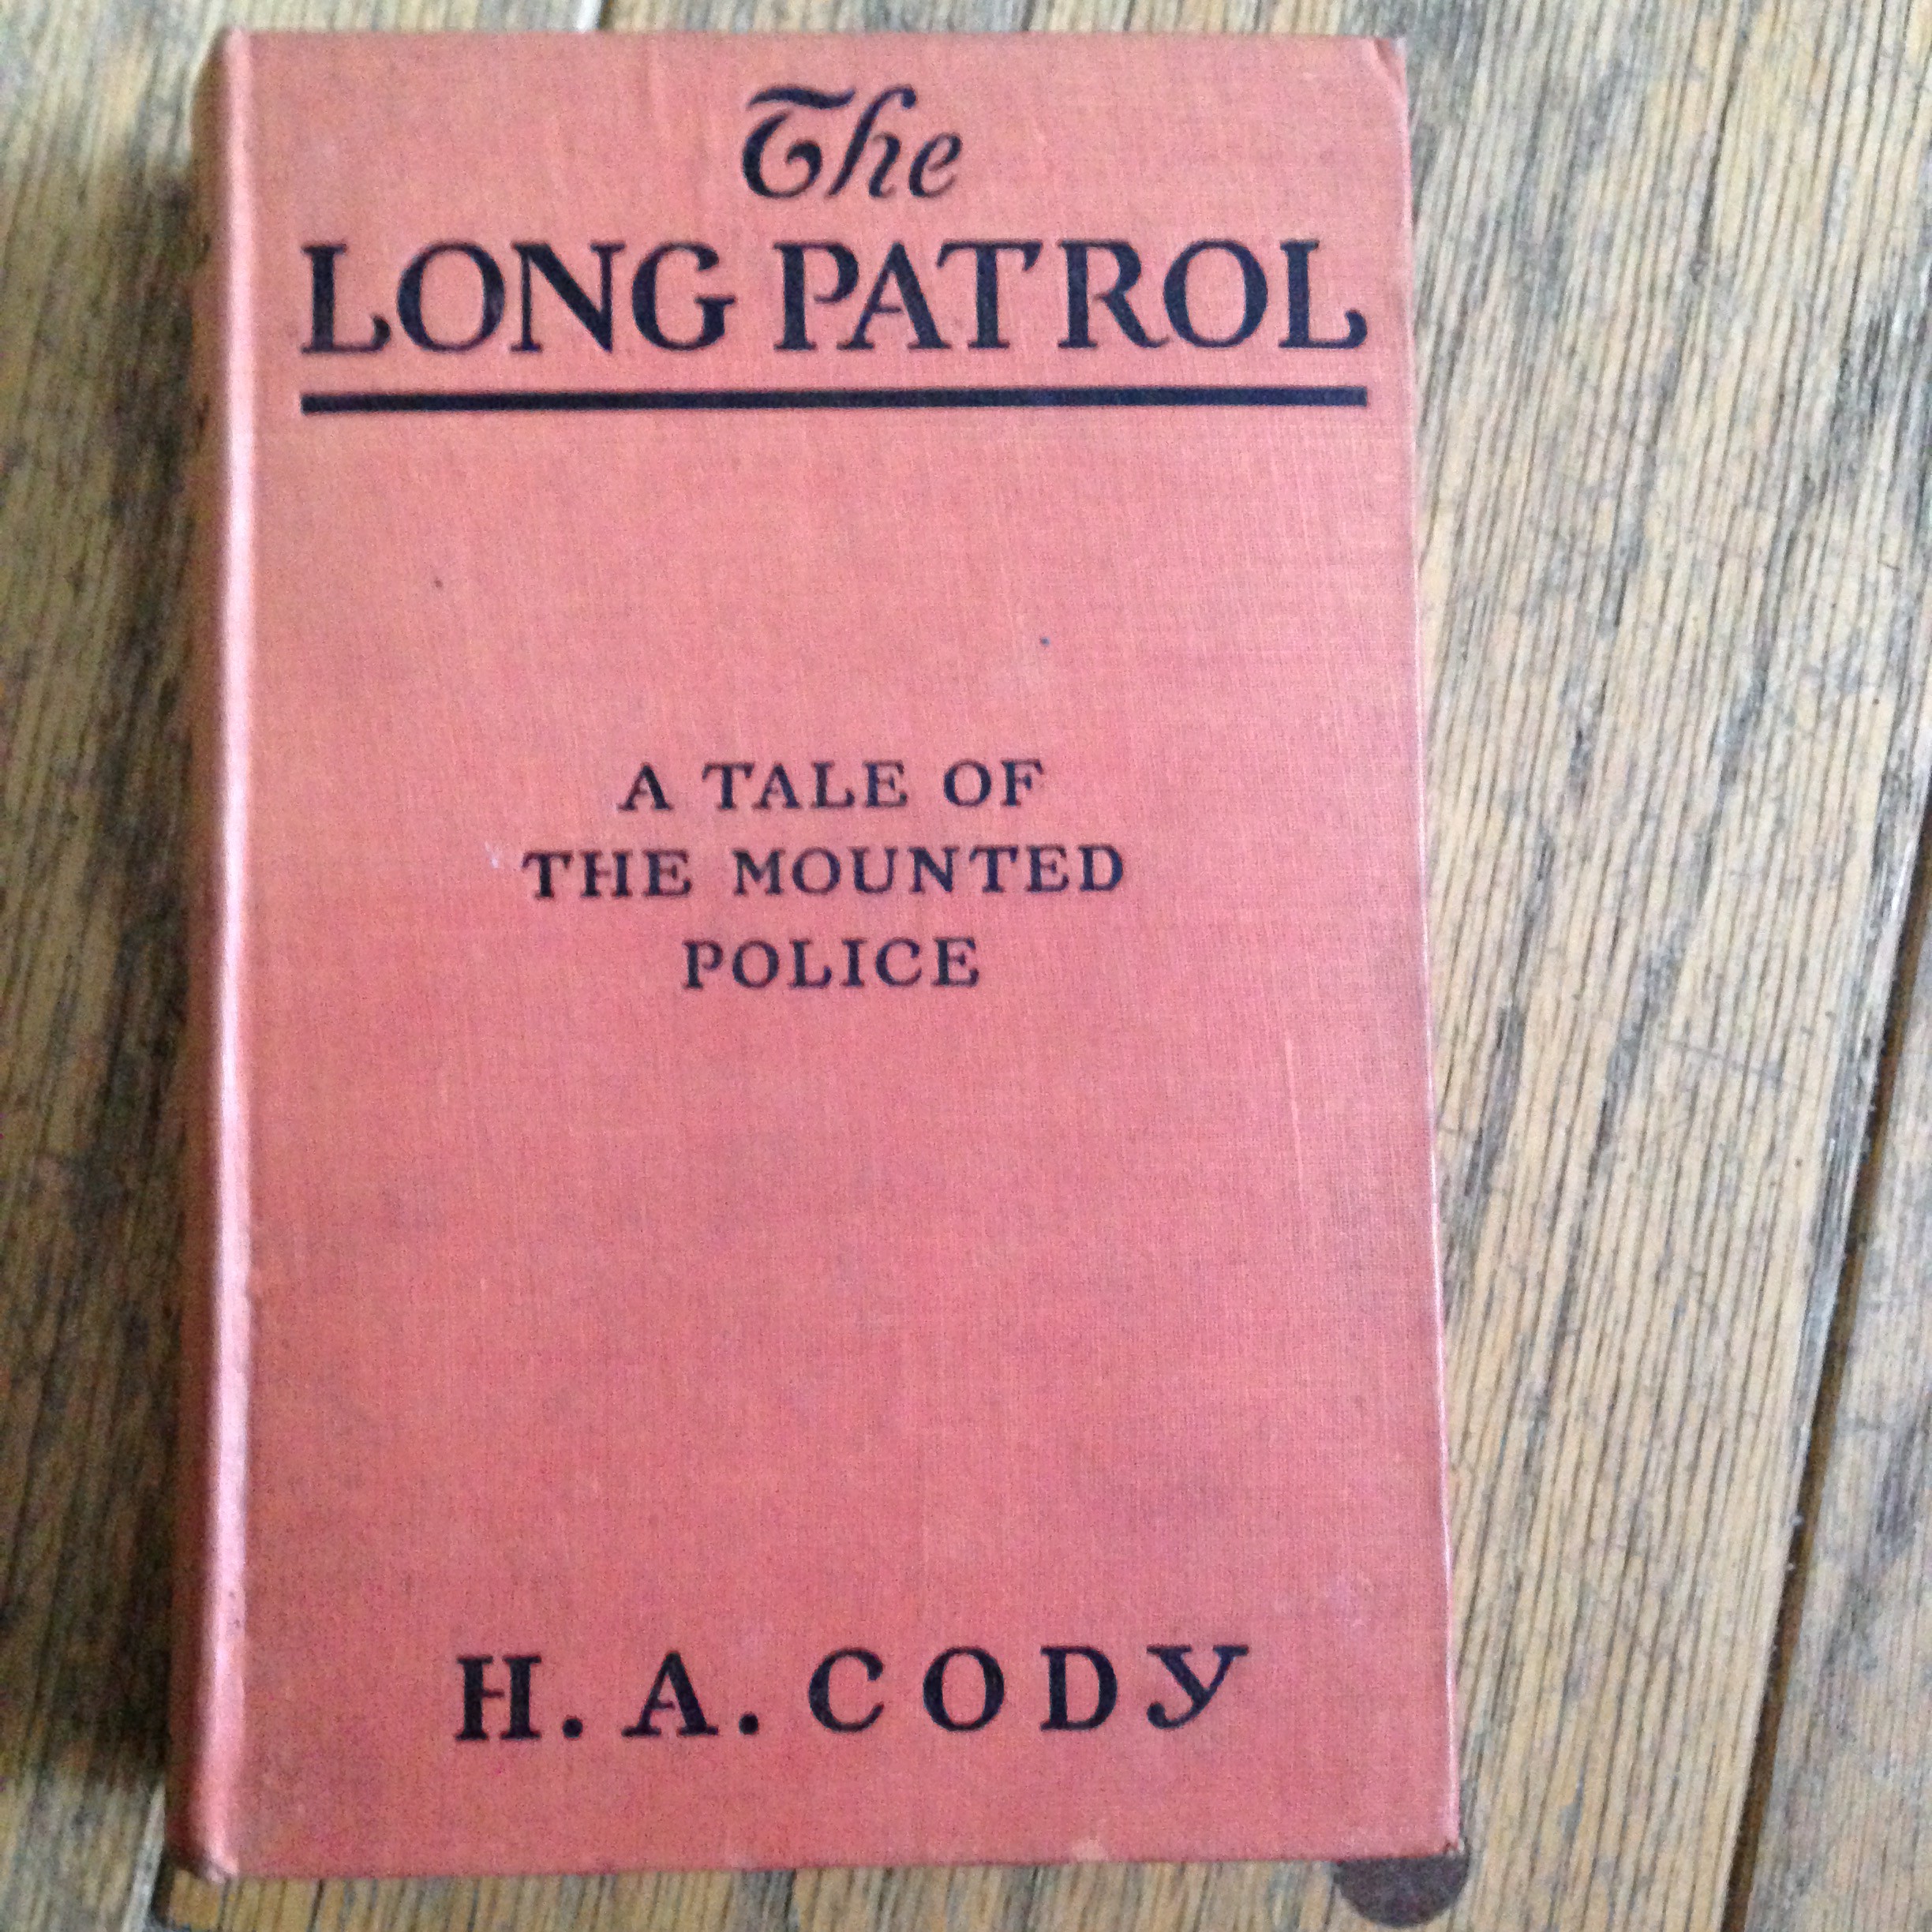 The
LONG PATROL
A TALE OF
THE MOUNTED
POLICE
H. A. CODY